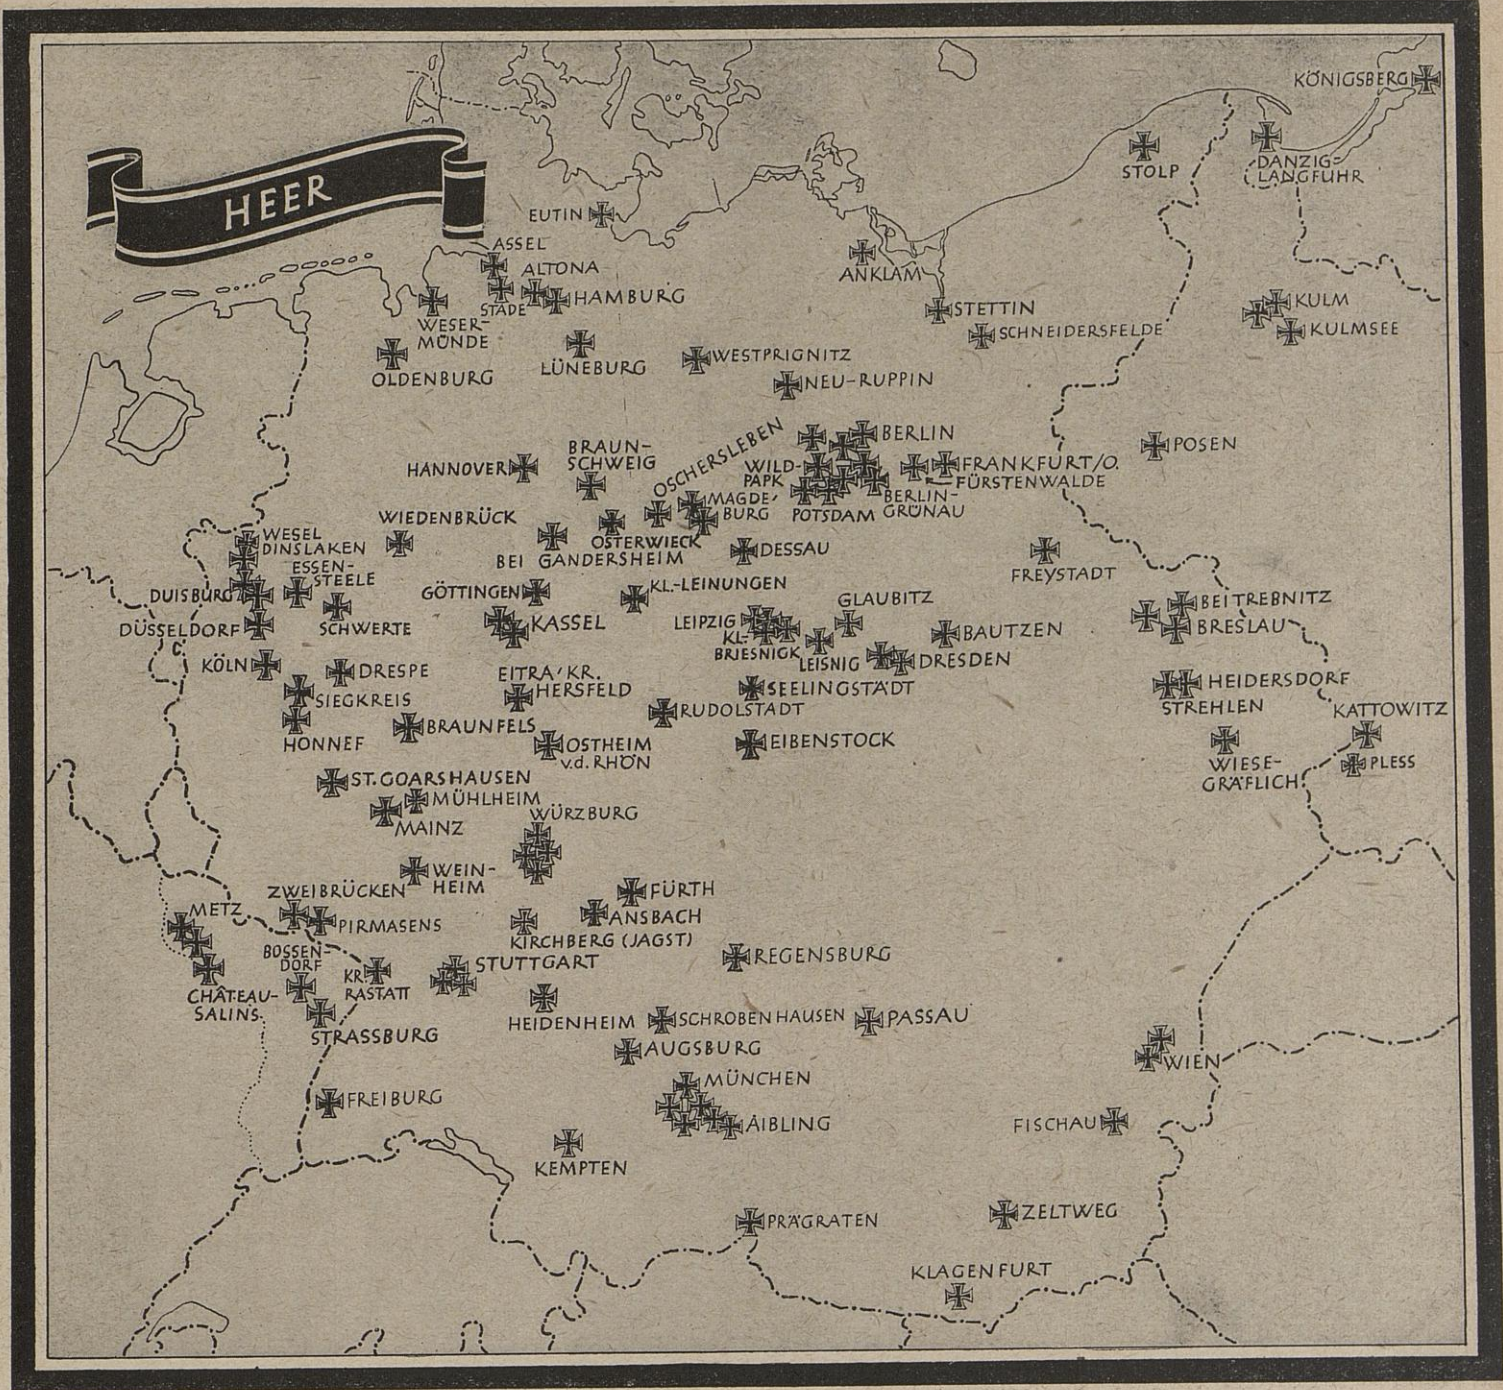 KÖNIGSBERG
HEER
STOLP
DANZIG-
LANGFUHR
EUTIN
ASSEL
ALTONA
ANKLAM
STADE
HAMBURG
STETTIN
KULM
WESER-
MÜNDE
SCHNEIDERSFELDE
KULMSEE
OLDENBURG
LÜNEBURG
WESTPRIGNITZ
NEU-RUPPIN
BERLIN
POSEN
HANNOVER
BRAUN-
SCHWEIG
OSCHERSLEBEN
WILD-
PARK
FRANKFURT/O.
FÜRSTENWALDE
MAGDE-
BURG
POTSDAM
BERLIN-
GRÜNAU
WIEDENBRÜCK
WESEL
DINSLAKEN
OSTERWIECK
BEI GANDERSHEIM
DESSAU
FREYSTADT
ESSEN-
STEELE
DUISBURG
GÖTTINGEN
KL.-LEINUNGEN
GLAUBITZ
BEI TREBNITZ
DÜSSELDORF
SCHWERTE
KASSEL
LEIPZIG
KL.-
BRIESNIGK
BAUTZEN
BRESLAU
KÖLN
DRESPE
EITRA/KR.
HERSFELD
LEISNIG
DRESDEN
SIEGKREIS
SEELINGSTÄDT
HEIDERSDORF
STREHLEN
HONNEF
BRAUNFELS
RUDOLSTADT
KATTOWITZ
OSTHEIM
v.d. RHÖN
EIBENSTOCK
WIESE-
GRÄFLICH
PLESS
ST.GOARSHAUSEN
MÜHLHEIM
MAINZ
WÜRZBURG
WEIN-
HEIM
ZWEIBRÜCKEN
FÜRTH
METZ
PIRMASENS
ANSBACH
KIRCHBERG (JAGST)
BOSSEN-
DORF
KR.
RASTATT
STUTTGART
REGENSBURG
CHÂTEAU-
SALINS
STRASSBURG
HEIDENHEIM
SCHROBENHAUSEN
PASSAU
AUGSBURG
WIEN
MÜNCHEN
FREIBURG
AIBLING
FISCHAU
KEMPTEN
PRÄGRATEN
ZELTWEG
KLAGENFURT